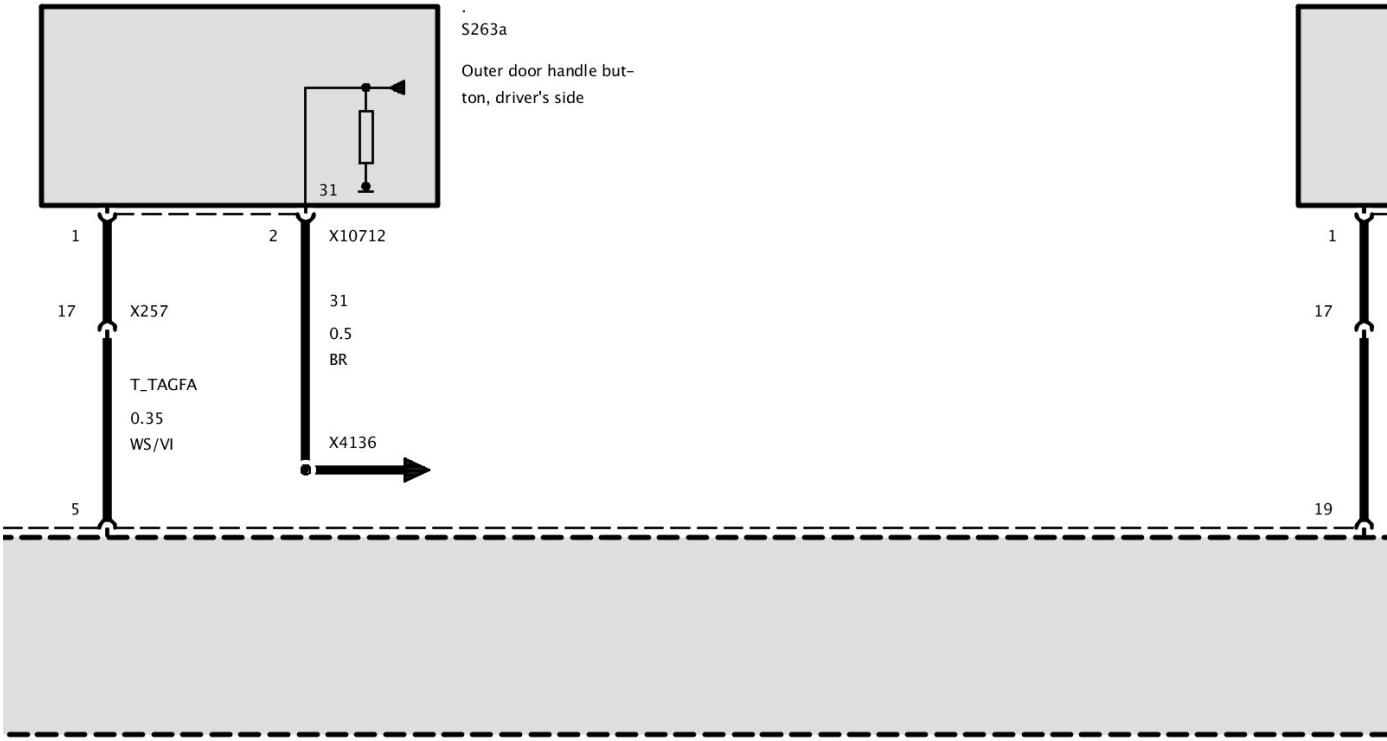 .
S263a
Outer door handle but-
ton, driver's side
31
1
2
X10712
1
17
X257
31
17
0.5
BR
T_TAGFA
0.35
WS/VI
X4136
5
19